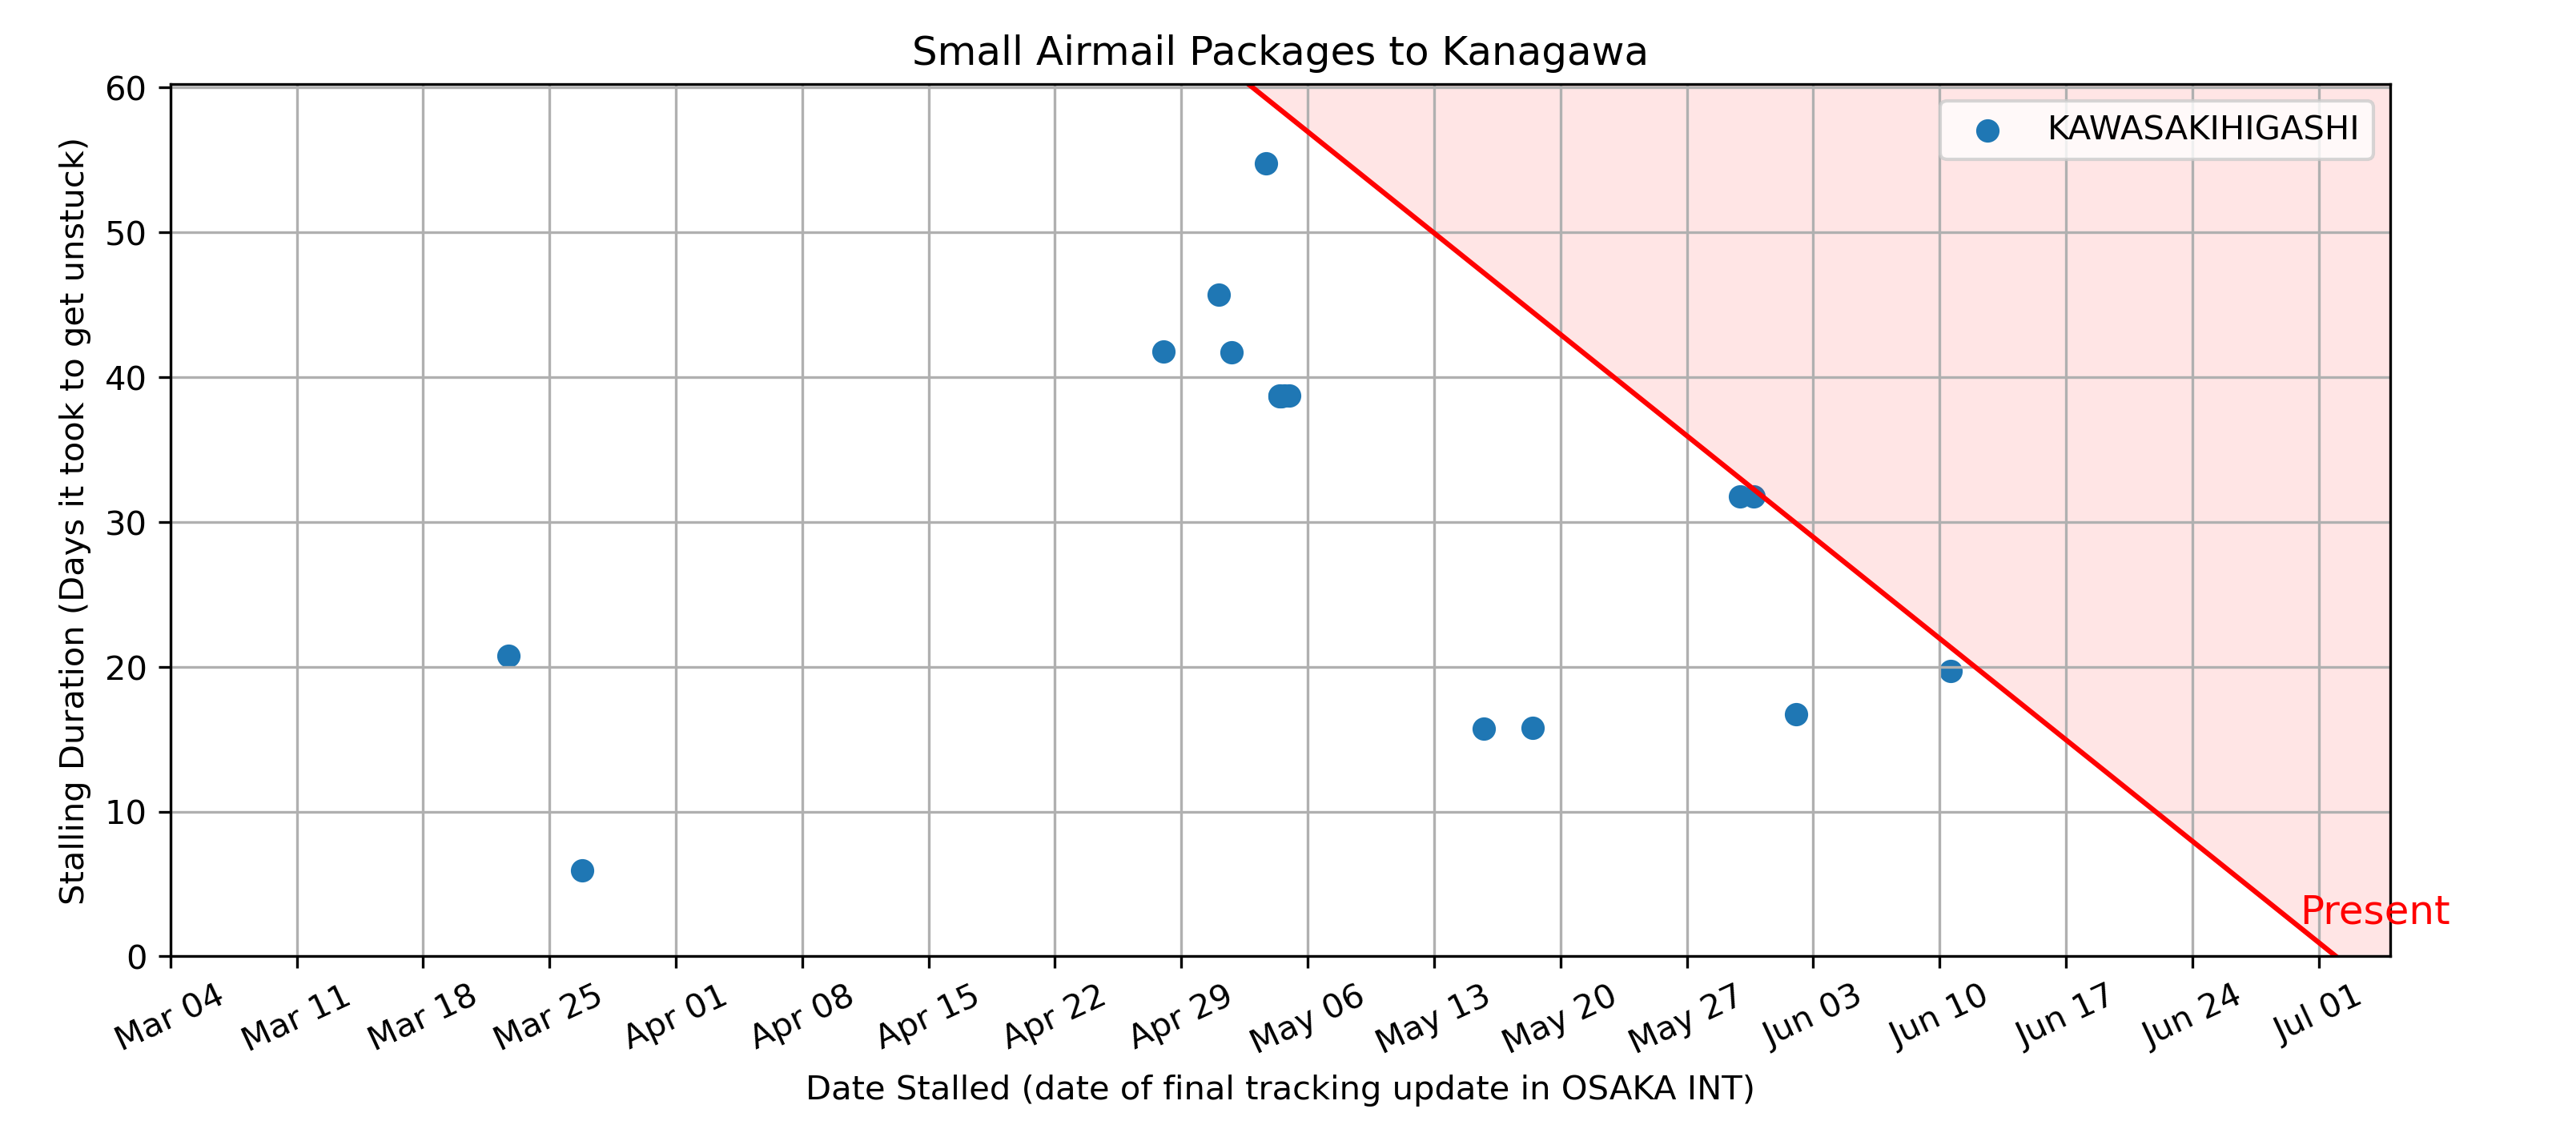 Small Airmail Packages to Kanagawa
KAWASAKIHIGASHI
Stalling Duration (Days it took to get unstuck)
60
50
40
30
20
10
0
Present
Mar 04
Mar 11
Mar 18
Mar 25
Apr 01
Apr 08
Apr 15
Apr 22
Apr 29
May 06
May 13
May 20
May 27
Jun 03
Jun 10
Jun 17
Jun 24
Jul 01
Date Stalled (date of final tracking update in OSAKA INT)